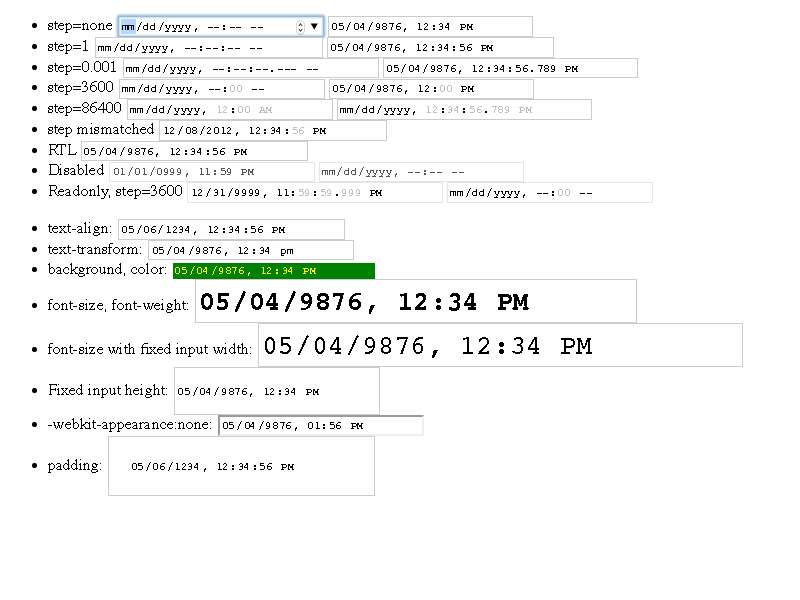 step=none mm/dd/yyyy, --:-- -- 05/04/9876, 12:34 PM
step=1 mm/dd/yyyy, --:--:-- -- 05/04/9876, 12:34:56 PM
step=0.001 mm/dd/yyyy, --:--:--.--- -- 05/04/9876, 12:34:56.789 PM
step=3600 mm/dd/yyyy, --:00 -- 05/04/9876, 12:00 PM
step=86400 mm/dd/yyyy, 12:00 AM mm/dd/yyyy, 12:34:56.789 PM
step mismatched 12/08/2012, 12:34:56 PM
RTL 05/04/9876, 12:34:56 PM
Disabled 01/01/0999, 11:59 PM mm/dd/yyyy, --:-- --
Readonly, step=3600 12/31/9999, 11:59:59.999 PM mm/dd/yyyy, --:00 --
text-align: 05/06/1234, 12:34:56 PM
text-transform: 05/04/9876, 12:34 pm
background, color: 05/04/9876, 12:34 PM
font-size, font-weight: 05/04/9876, 12:34 PM
font-size with fixed input width: 05/04/9876, 12:34 PM
Fixed input height: 05/04/9876, 12:34 PM
-webkit-appearance:none: 05/04/9876, 01:56 PM
padding: 05/06/1234, 12:34:56 PM